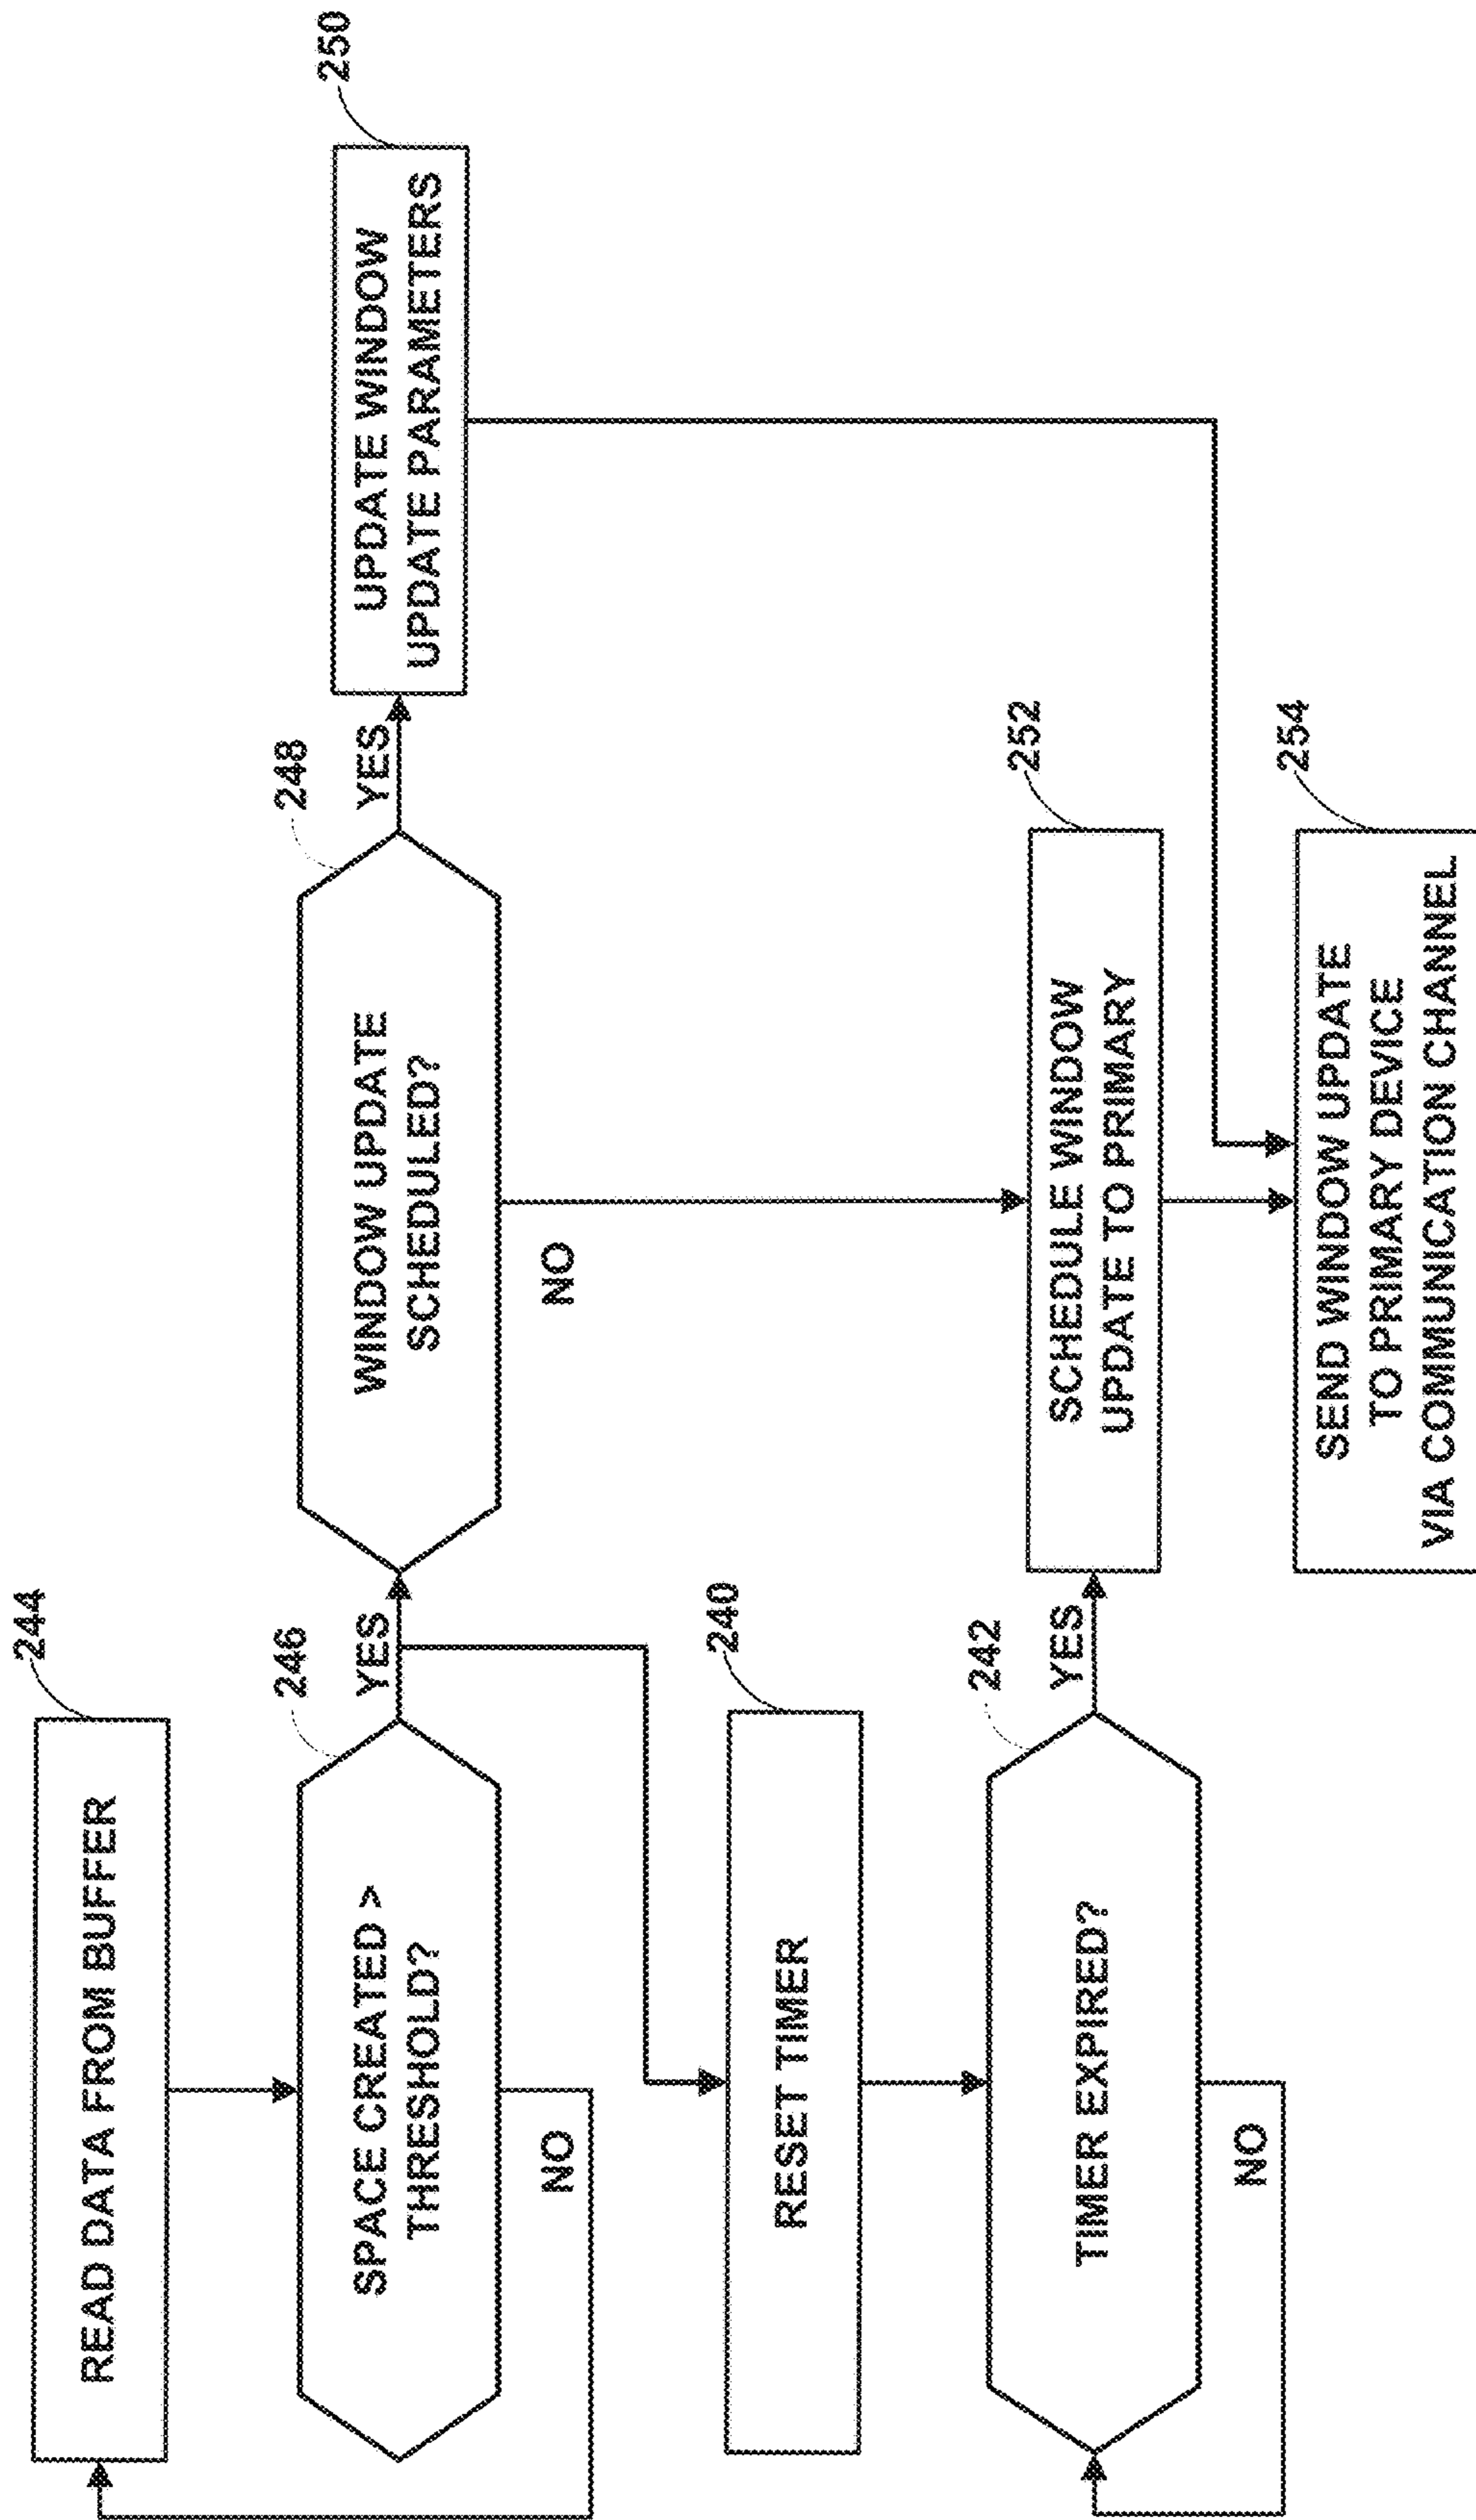 244
READ DATA FROM BUFFER
246
SPACE CREATED >
THRESHOLD?
YES
NO
248
WINDOW UPDATE
SCHEDULED?
YES
NO
250
UPDATE WINDOW
UPDATE PARAMETERS
240
RESET TIMER
242
TIMER EXPIRED?
YES
NO
252
SCHEDULE WINDOW
UPDATE TO PRIMARY
254
SEND WINDOW UPDATE
TO PRIMARY DEVICE
VIA COMMUNICATION CHANNEL